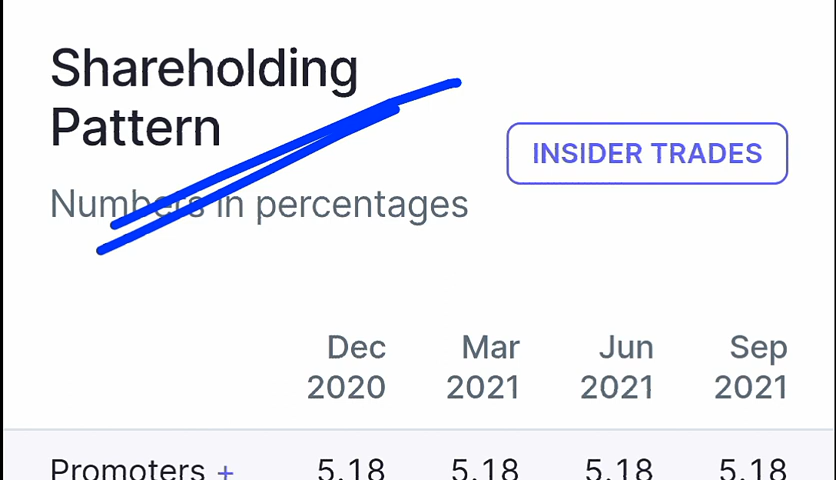 Shareholding
Pattern
INSIDER TRADES
Numbers in percentages
Dec Mar Jun Sep
2020 2021 2021 2021
Promoters + 5.18 5.18 5.18 5.18